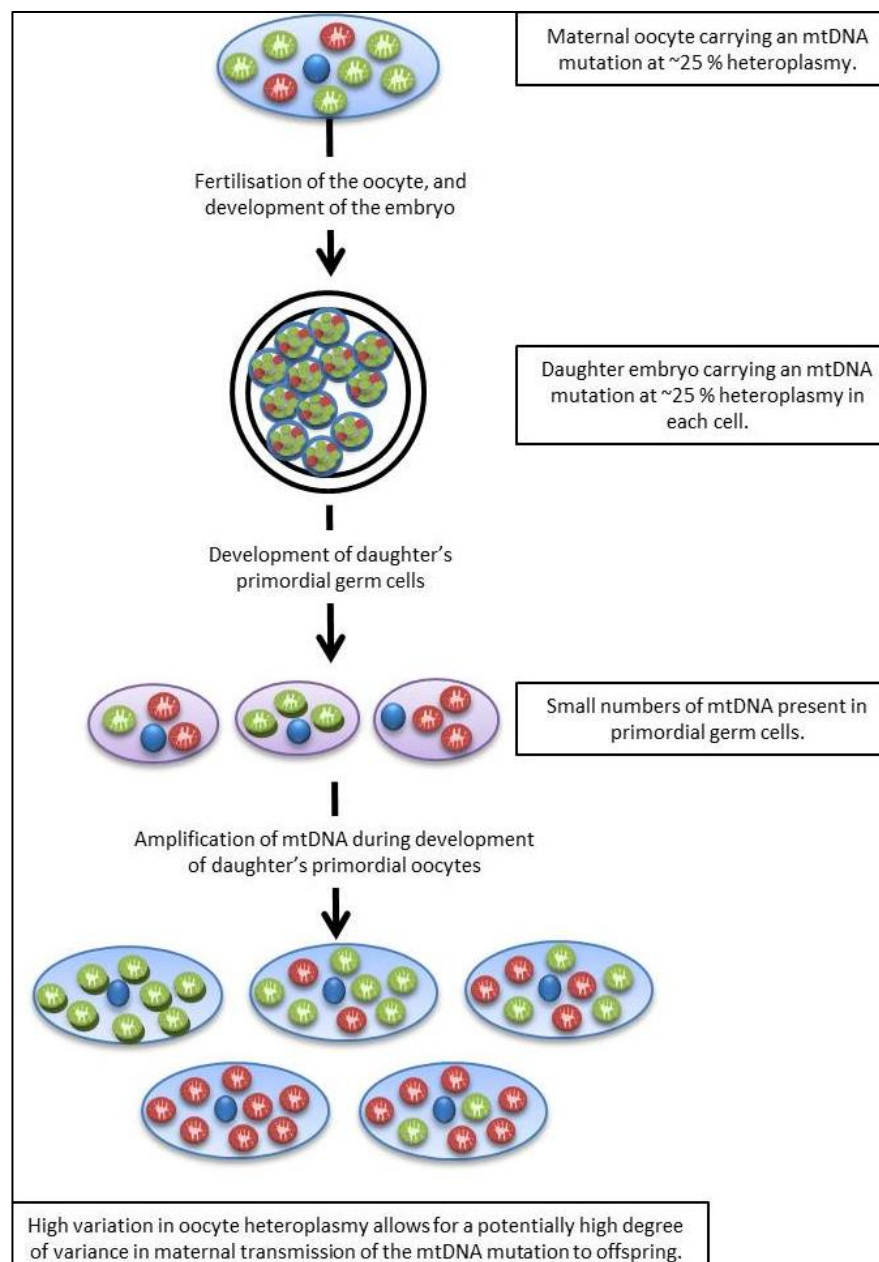 Maternal oocyte carrying an mtDNA
mutation at ~25 % heteroplasmy.
Fertilisation of the oocyte, and
development of the embryo
Daughter embryo carrying an mtDNA
mutation at ~25 % heteroplasmy in
each cell.
Development of daughter's
primordial germ cells
Small numbers of mtDNA present in
primordial germ cells.
Amplification of mtDNA during development
of daughter's primordial oocytes
High variation in oocyte heteroplasmy allows for a potentially high degree
of variance in maternal transmission of the mtDNA mutation to offspring.